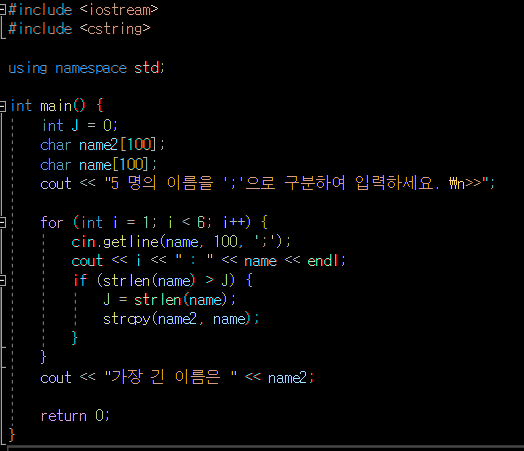 #include <iostream>
#include <cstring>
using namespace std;
int main() {
int J = 0;
char name2[100];
char name[100];
cout << "5 명의 이름을 ';'으로 구분하여 입력하세요. ₩n>>";
for (int i = 1; i < 6; i++) {
cin.getline(name, 100, ';');
cout << i << " : " << name << endl;
if (strlen(name) > J) {
J = strlen(name);
strcpy(name2, name);
}
}
cout << "가장 긴 이름은 " << name2;
return 0;
}